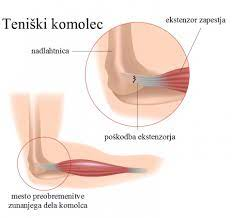 Teniški komolec
ekstenzor zapestja
nadlahtnica
poškodba ekstenzorja
mesto preobremenitve
zunanjega dela komolca